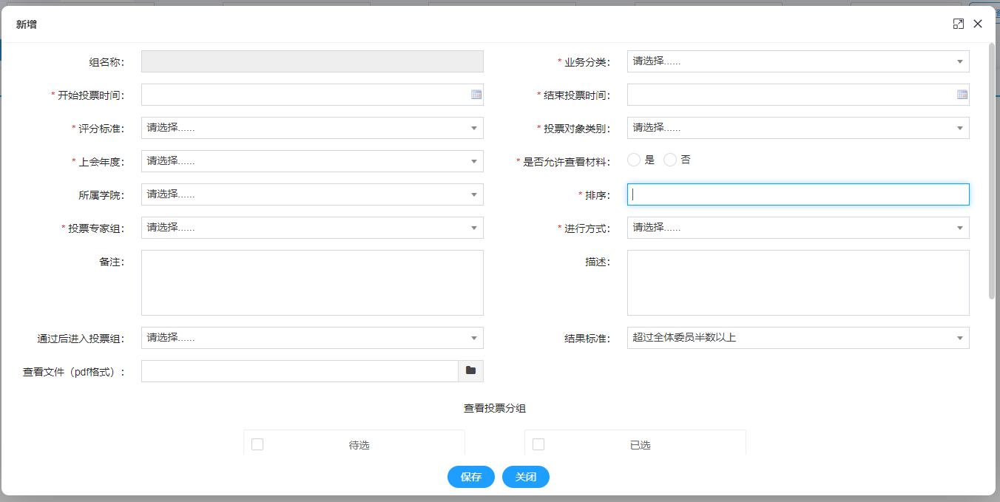 新增
组名称：
* 业务分类： 请选择......
* 开始投票时间：
* 结束投票时间：
* 评分标准： 请选择......
* 投票对象类别： 请选择......
* 上会年度： 请选择......
* 是否允许查看材料： 是 否
所属学院： 请选择......
* 排序：
* 投票专家组： 请选择......
* 进行方式： 请选择......
备注：
描述：
通过后进入投票组： 请选择......
结果标准： 超过全体委员半数以上
查看文件（pdf格式）：
查看投票分组
待选
已选
保存
关闭